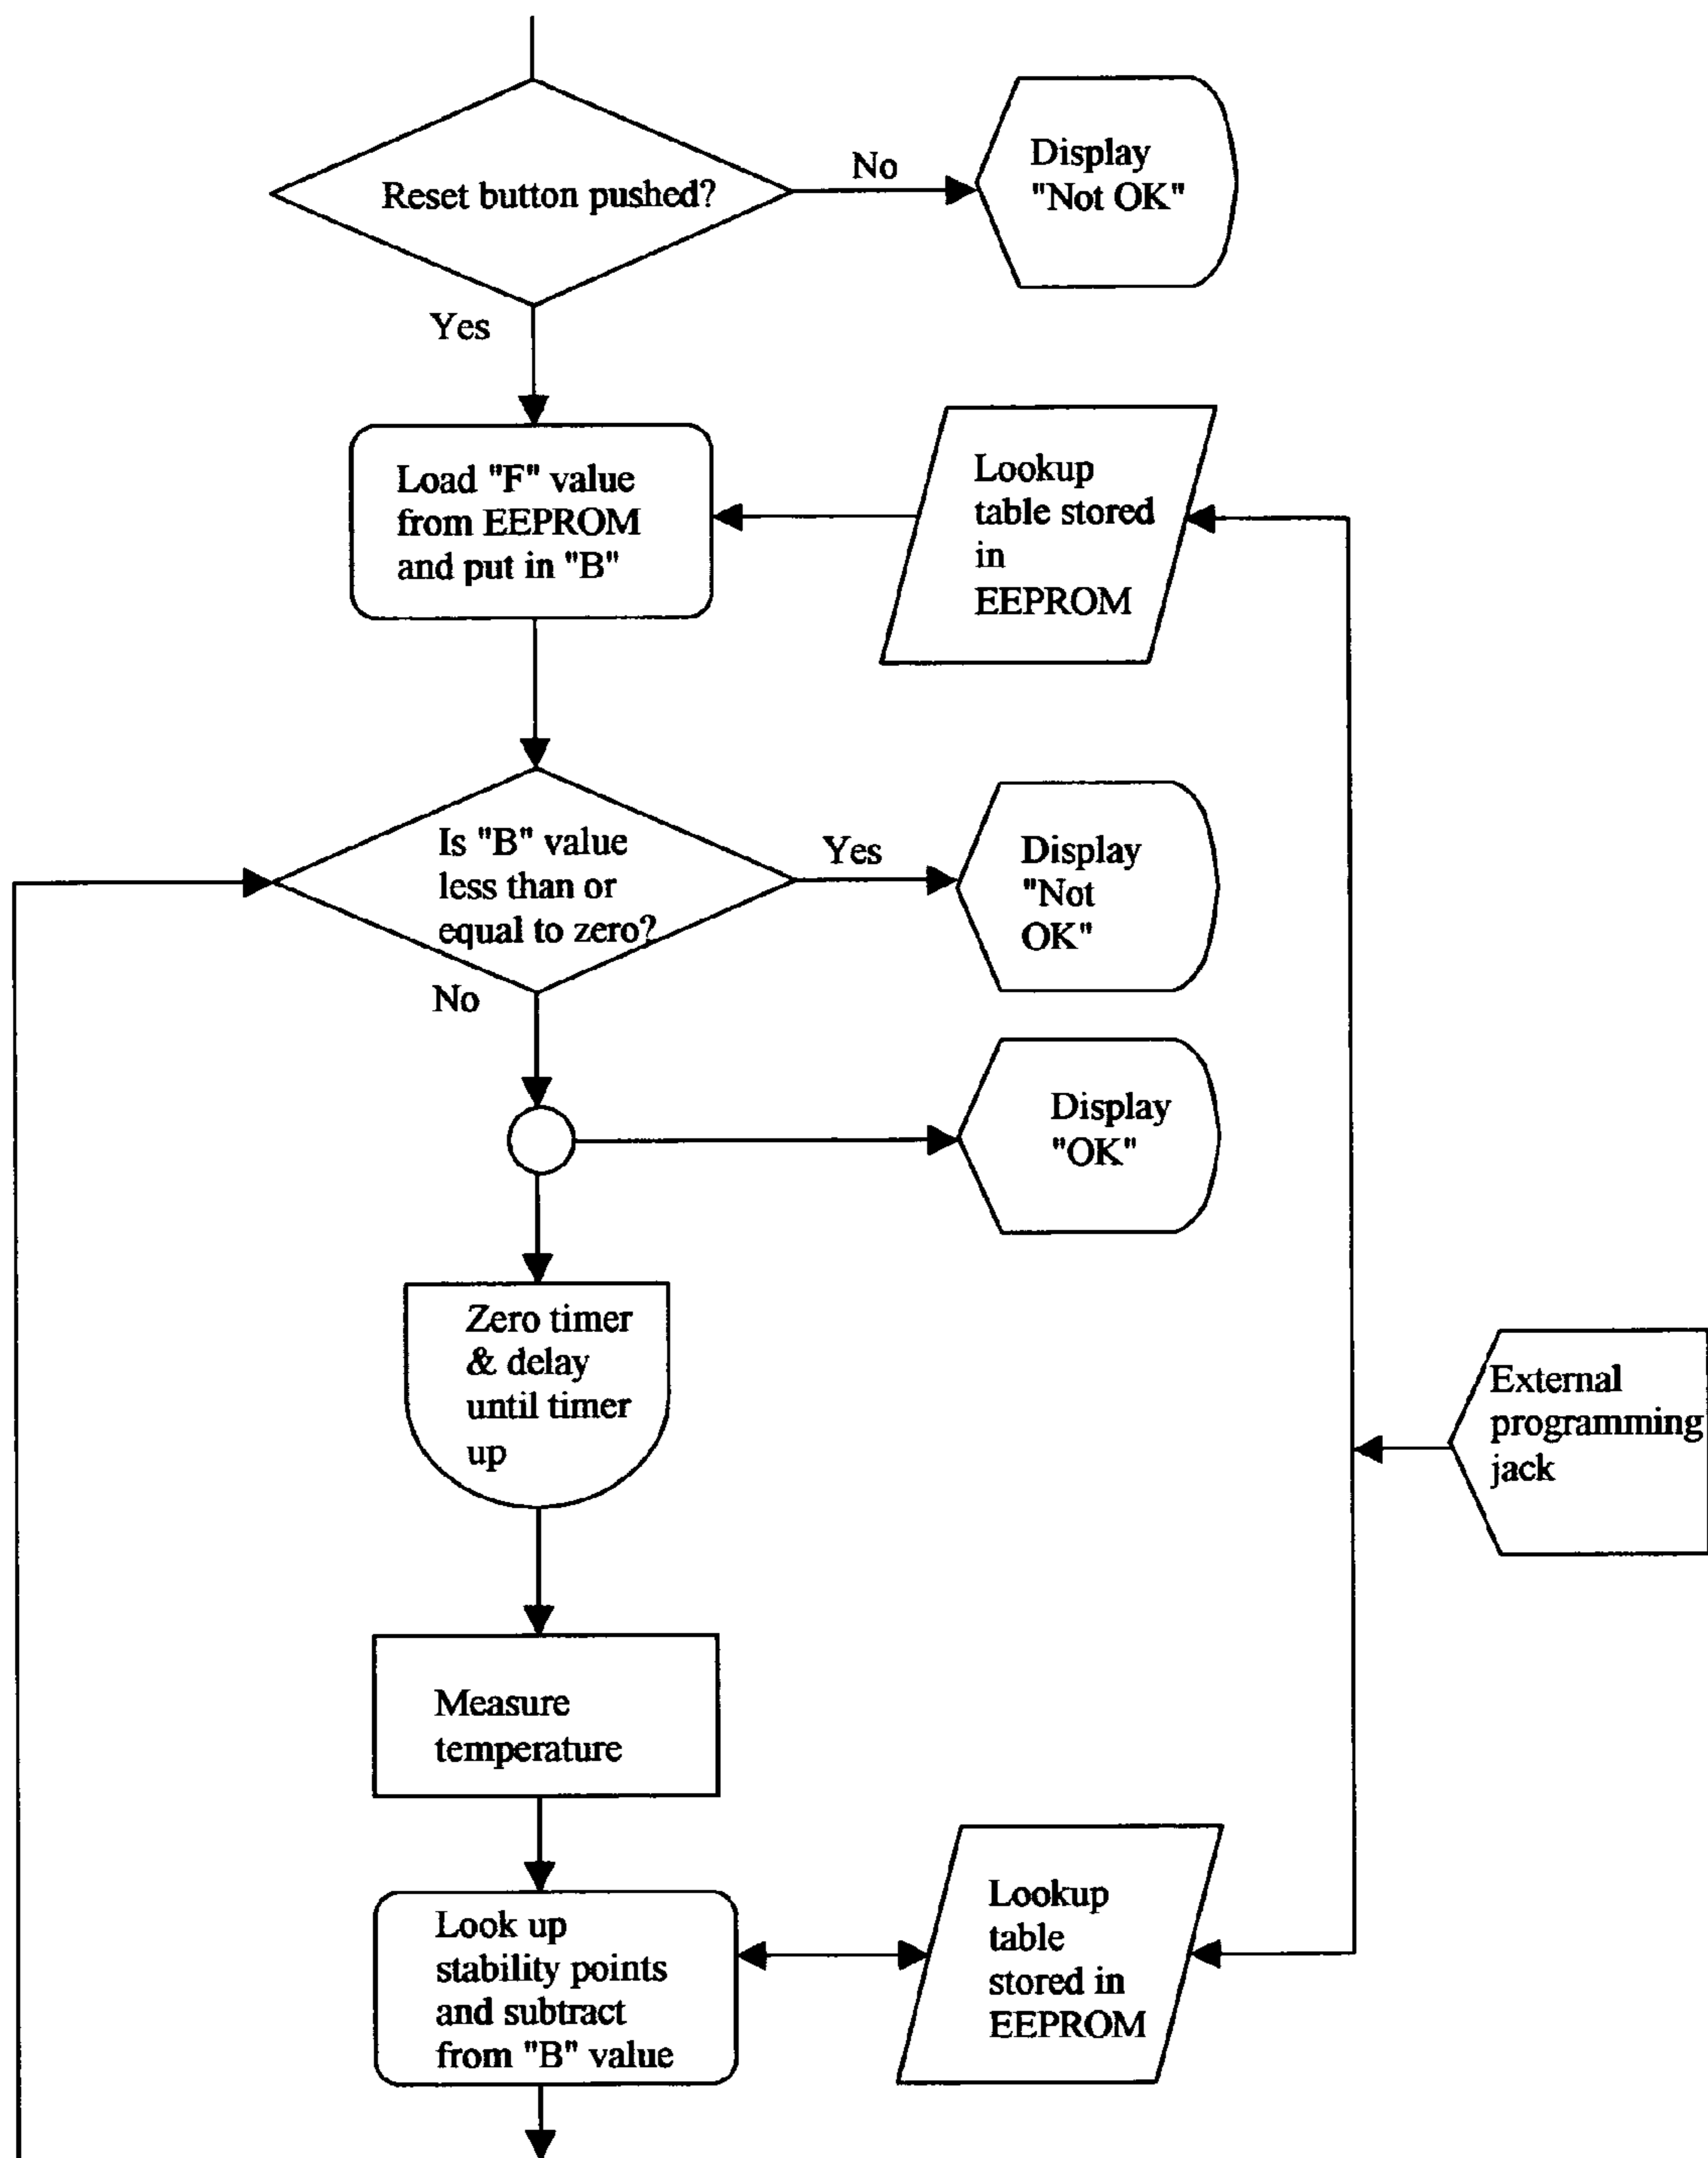 Reset button pushed?
No
Display
"Not OK"
Yes
Load "F" value
from EEPROM
and put in "B"
Lookup
table stored
in
EEPROM
Is "B" value
less than or
equal to zero?
Yes
Display
"Not
OK"
No
Display
"OK"
Zero timer
& delay
until timer
up
External
programming
jack
Measure
temperature
Look up
stability points
and subtract
from "B" value
Lookup
table
stored in
EEPROM